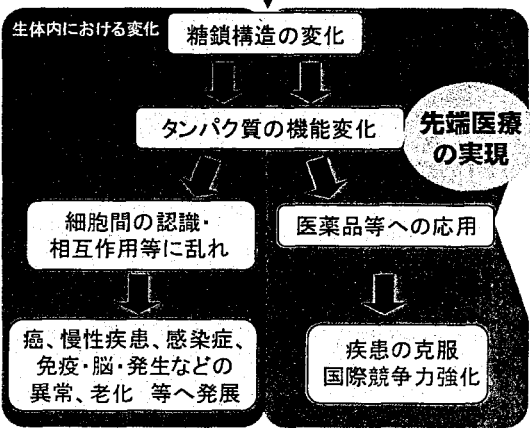 生体内における変化
糖鎖構造の変化
タンパク質の機能変化
先端医療
の実現
細胞間の認識・
相互作用等に乱れ
医薬品等への応用
癌、慢性疾患、感染症、
免疫・脳・発生などの
異常、老化 等へ発展
疾患の克服
国際競争力強化